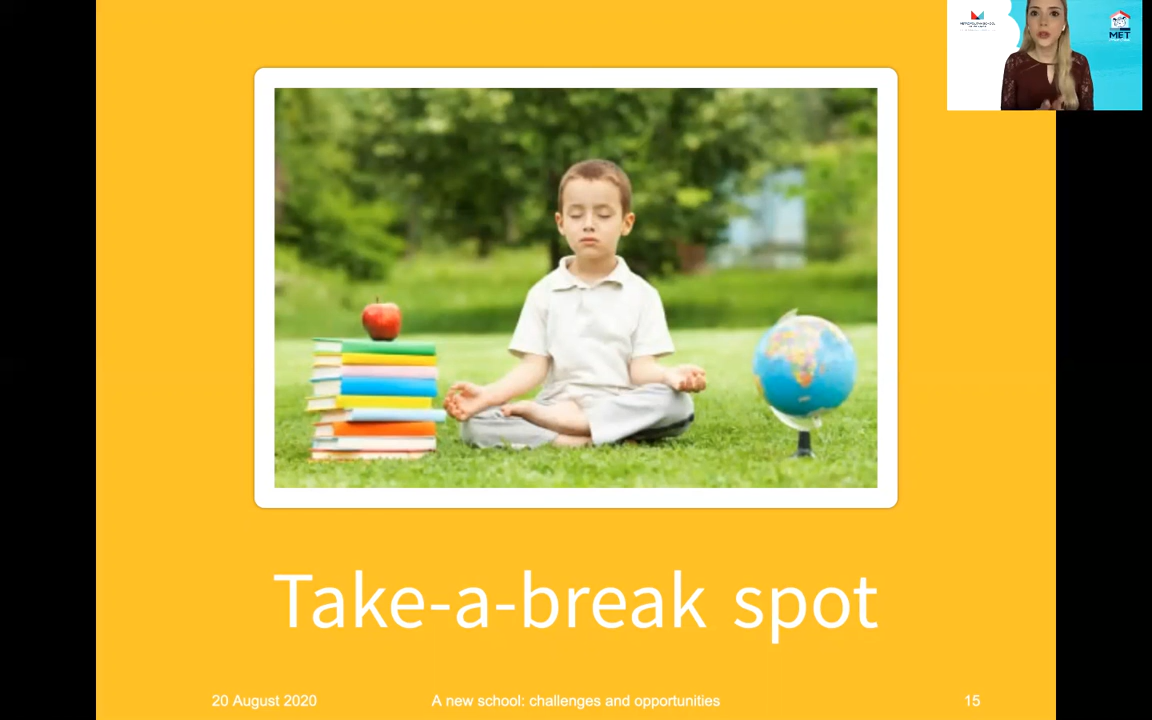 MET
Take-a-break spot
20 August 2020
A new school: challenges and opportunities
15